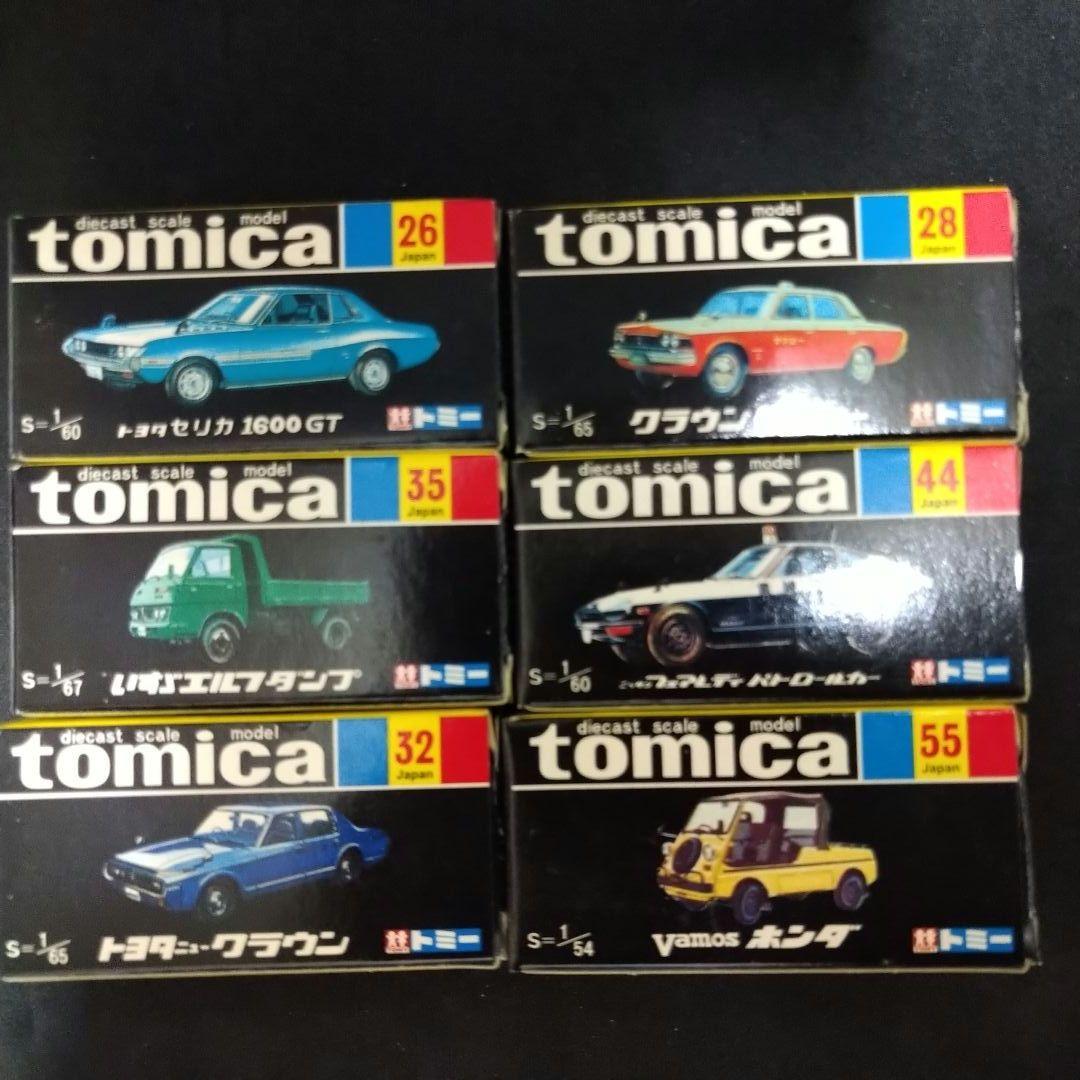 diecast scale model
tomica
26
Japan
S=1/60
トヨタ セリカ 1600GT
トミー
diecast scale model
tomica
28
Japan
S=1/65
クラウン
トミー
diecast scale model
tomica
35
Japan
S=1/67
いすゞエルフダンプ
トミー
diecast scale model
tomica
44
Japan
S=1/60
フェアレディ パトロールカー
トミー
diecast scale model
tomica
32
Japan
S=1/65
トヨタニュークラウン
トミー
diecast scale model
tomica
55
Japan
S=1/54
Vamos ホンダ
トミー